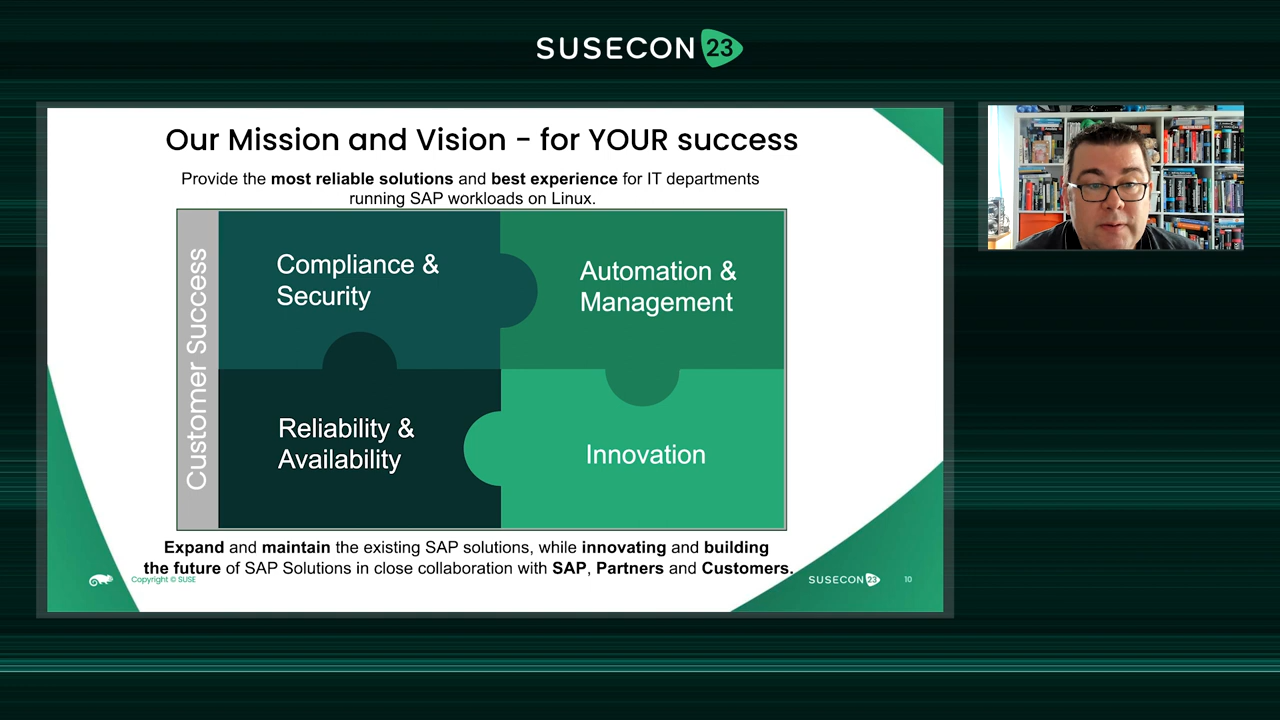 SUSECON 23
Our Mission and Vision - for YOUR success
Provide the most reliable solutions and best experience for IT departments
running SAP workloads on Linux.
Customer Success
Compliance &
Security
Automation &
Management
Reliability &
Availability
Innovation
Expand and maintain the existing SAP solutions, while innovating and building
the future of SAP Solutions in close collaboration with SAP, Partners and Customers.
Copyright © SUSE
SUSECON 23
10